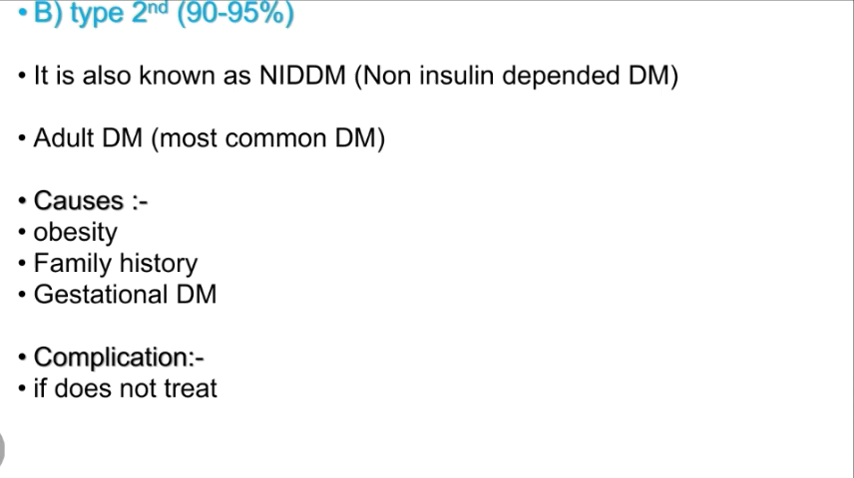 • B) type 2nd (90-95%)
• It is also known as NIDDM (Non insulin depended DM)
• Adult DM (most common DM)
• Causes :-
• obesity
• Family history
• Gestational DM
• Complication:-
• if does not treat